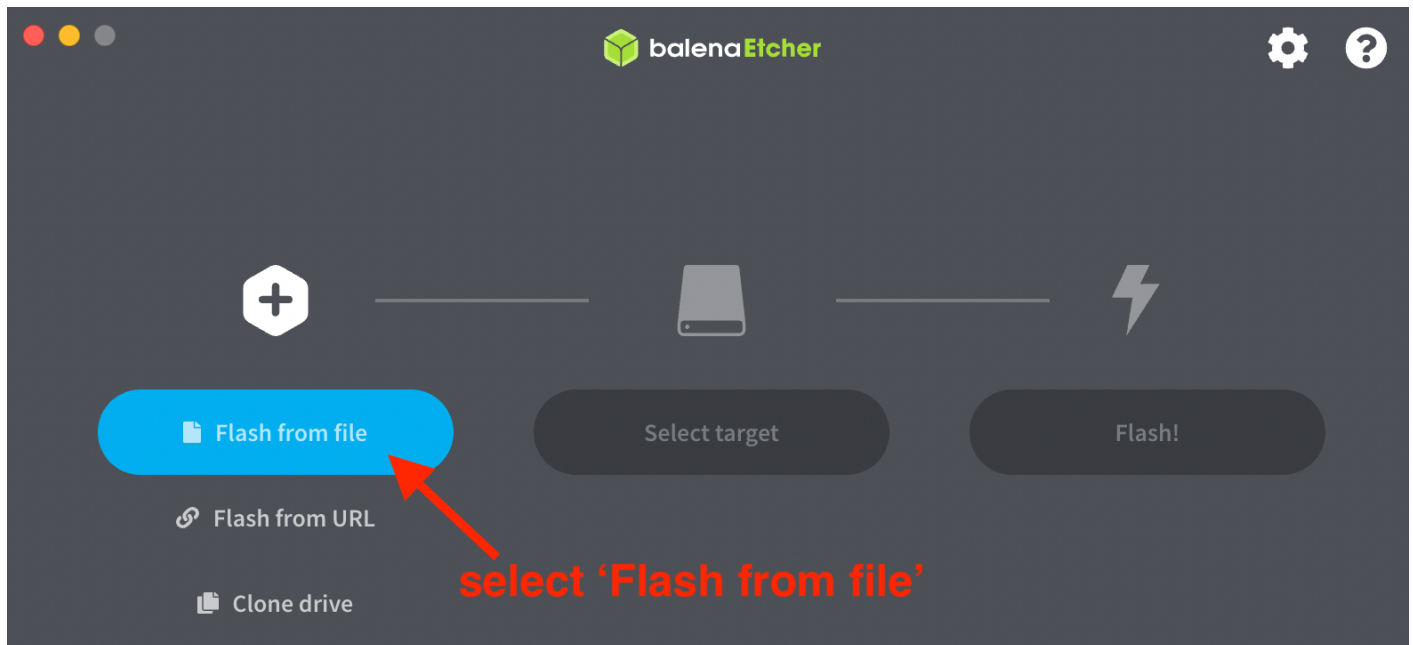 balenaEtcher
Flash from file
Select target
Flash!
Flash from URL
select ‘Flash from file’
Clone drive